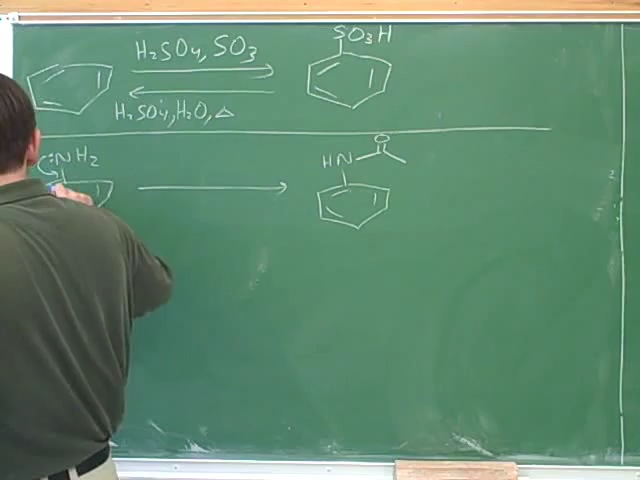 H₂SO₄, SO₃
SO₃H
H₂SO₄, H₂O, Δ
:NH₂
HN
O